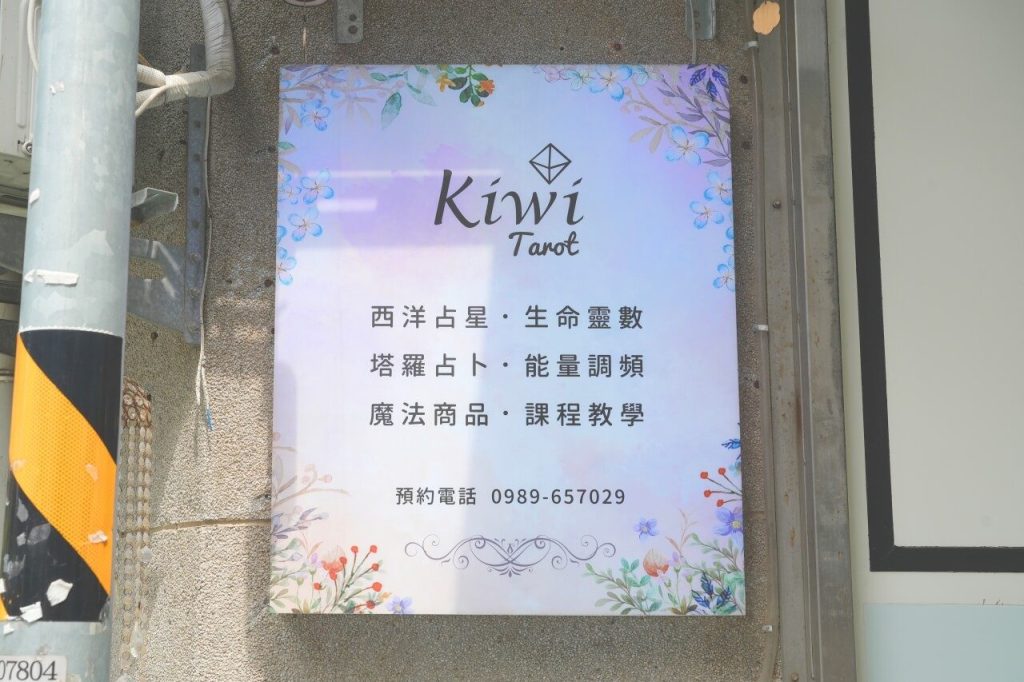 Kiwi
Tarot
西洋占星・生命靈數
塔羅占卜・能量調頻
魔法商品・課程教學
預約電話 0989-657029
07804